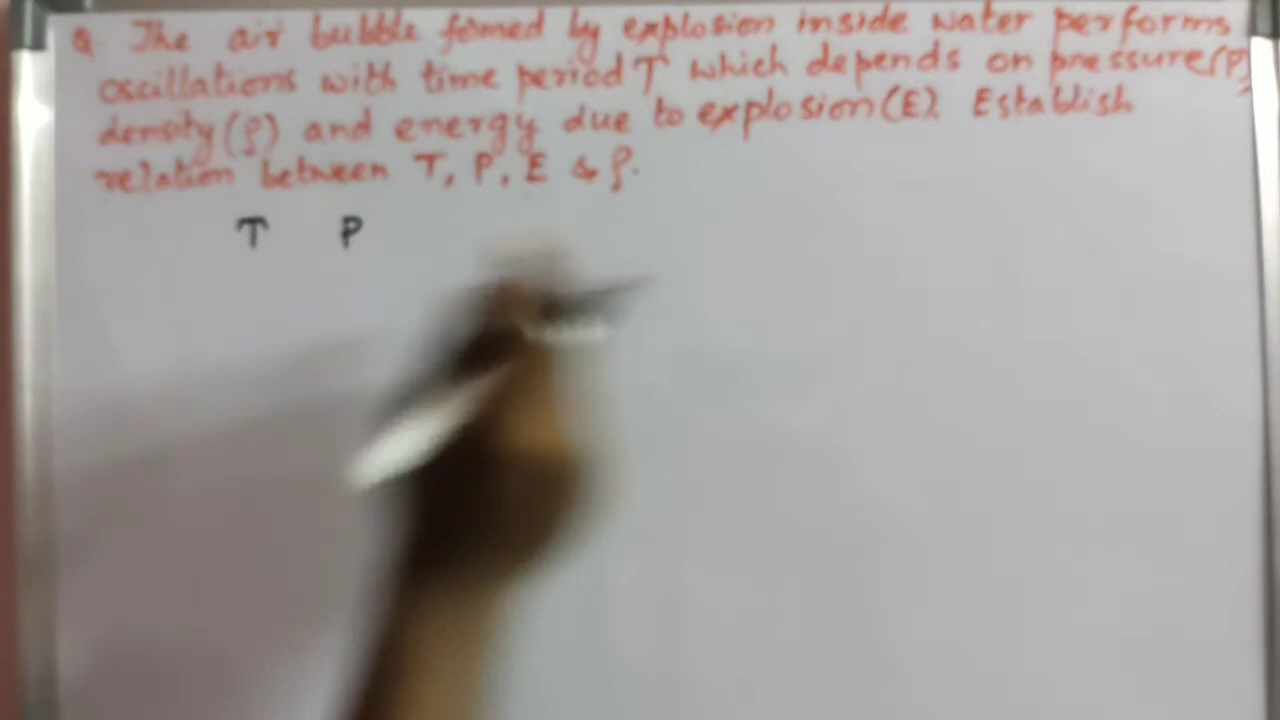 Q. The air bubble formed by explosion inside water performs
oscillations with time period T which depends on pressure(P),
density(ρ) and energy due to explosion(E). Establish
relation between T, P, E & ρ.
T P